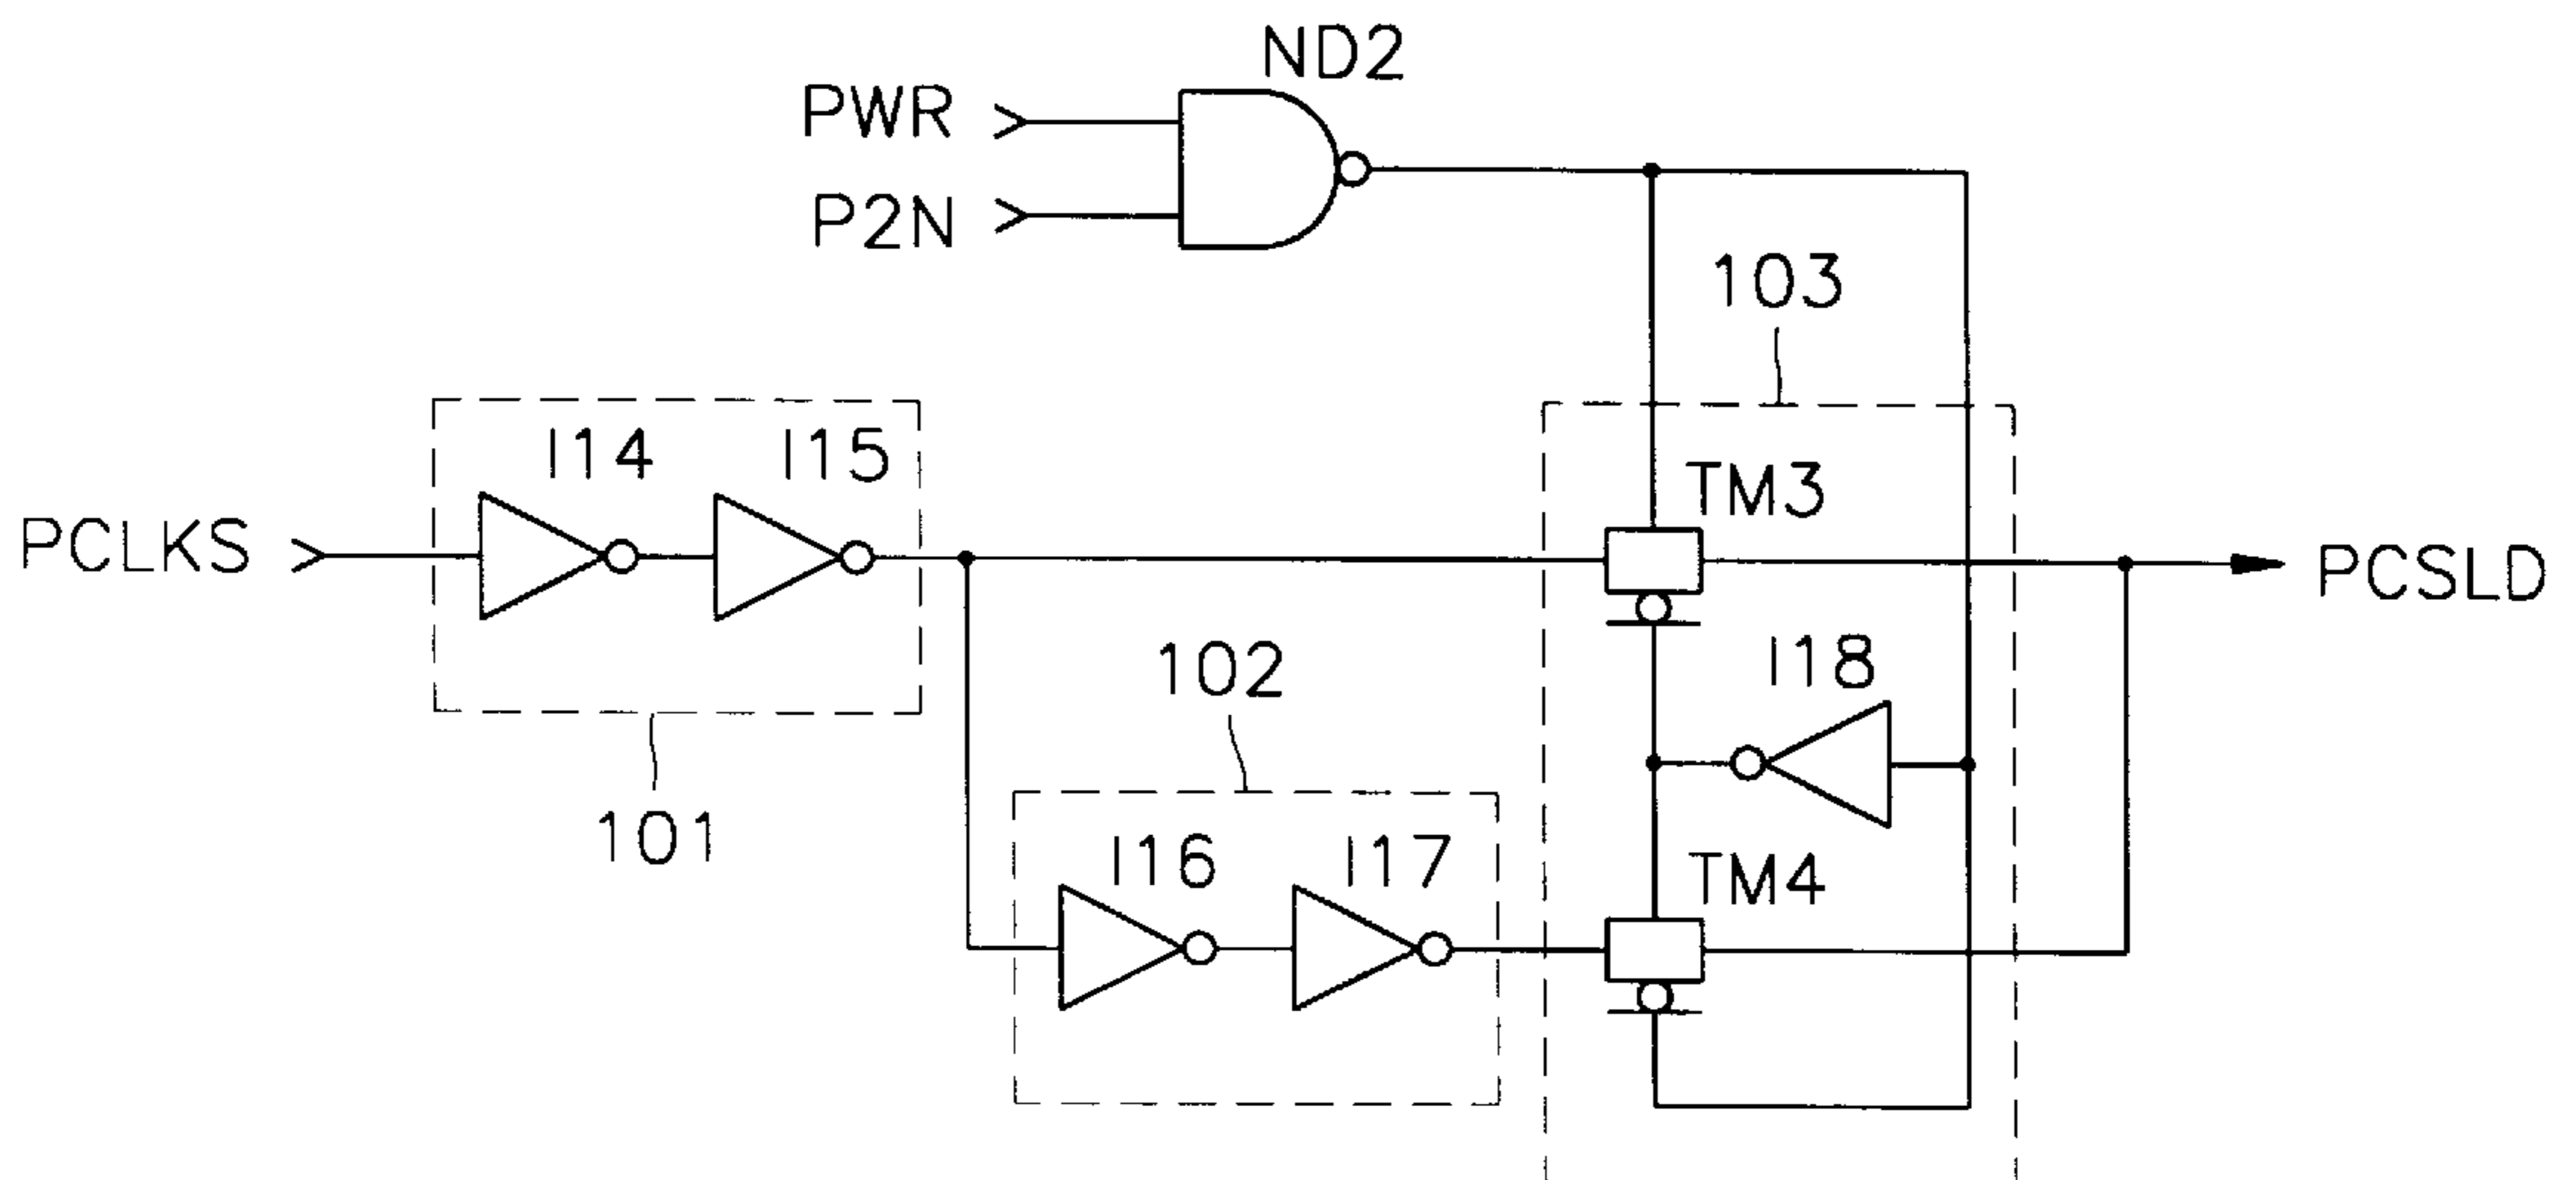 ND2
PWR
P2N
103
I14
I15
TM3
PCLKS
PCSLD
I18
102
101
I16
I17
TM4